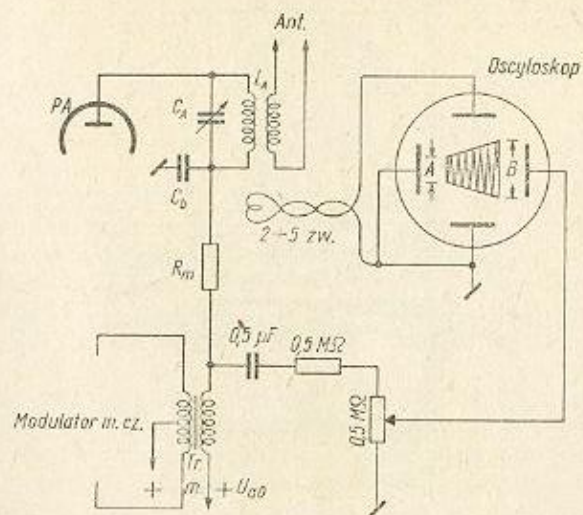 Ant.
Oscyloskop
PA
C_A
L_A
A
B
C_b
2÷5 zw.
R_m
0,5 µF
0,5 MΩ
0,5 MΩ
Modulator m.cz.
Tr.
+ m + U_a0